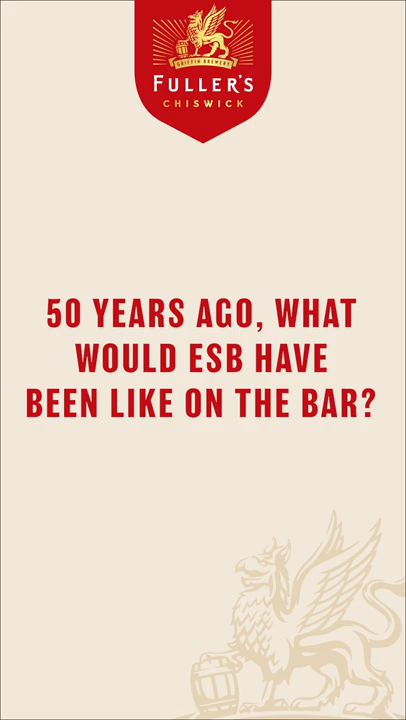 GRIFFIN BREWERY
FULLER'S
CHISWICK
50 YEARS AGO, WHAT
WOULD ESB HAVE
BEEN LIKE ON THE BAR?